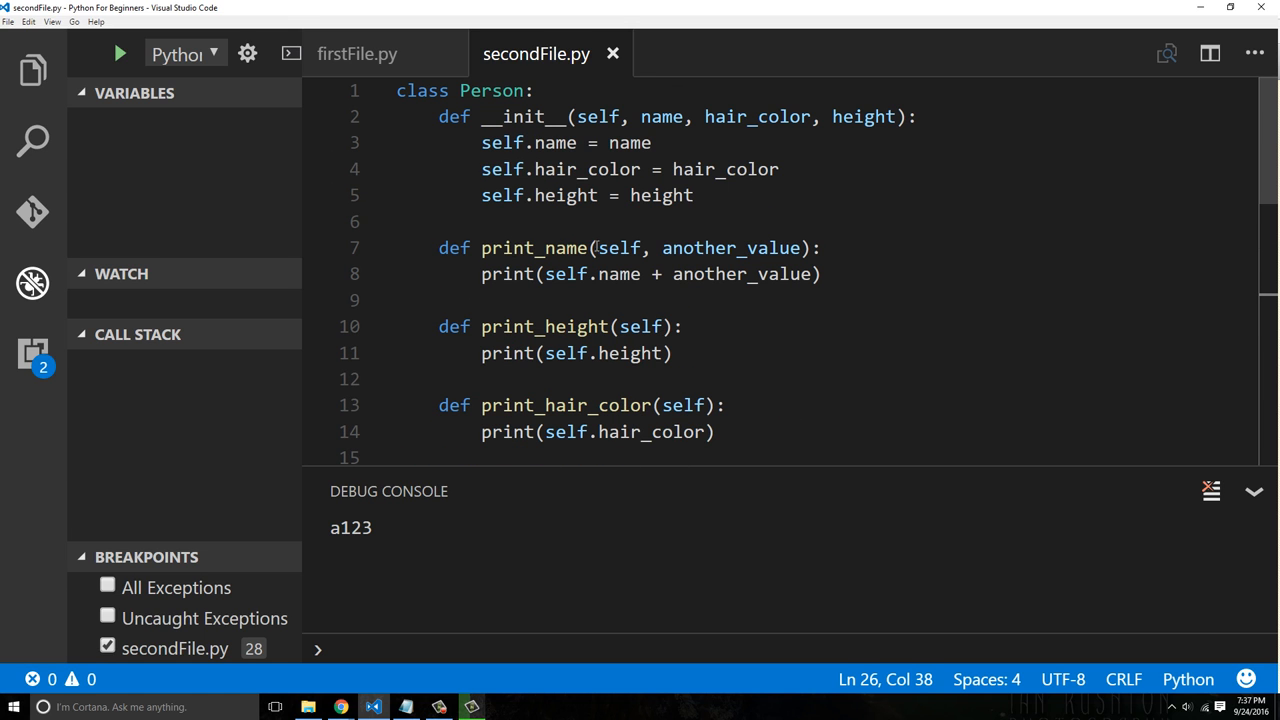 secondFile.py - Python For Beginners - Visual Studio Code
File Edit View Go Help
firstFile.py
secondFile.py
VARIABLES
WATCH
CALL STACK
BREAKPOINTS
All Exceptions
Uncaught Exceptions
secondFile.py 28
2
1 class Person:
2 def __init__(self, name, hair_color, height):
3 self.name = name
4 self.hair_color = hair_color
5 self.height = height
6
7 def print_name(self, another_value):
8 print(self.name + another_value)
9
10 def print_height(self):
11 print(self.height)
12
13 def print_hair_color(self):
14 print(self.hair_color)
15
DEBUG CONSOLE
a123
0 0
Ln 26, Col 38 Spaces: 4 UTF-8 CRLF Python
I'm Cortana. Ask me anything.
7:37 PM
9/24/2016